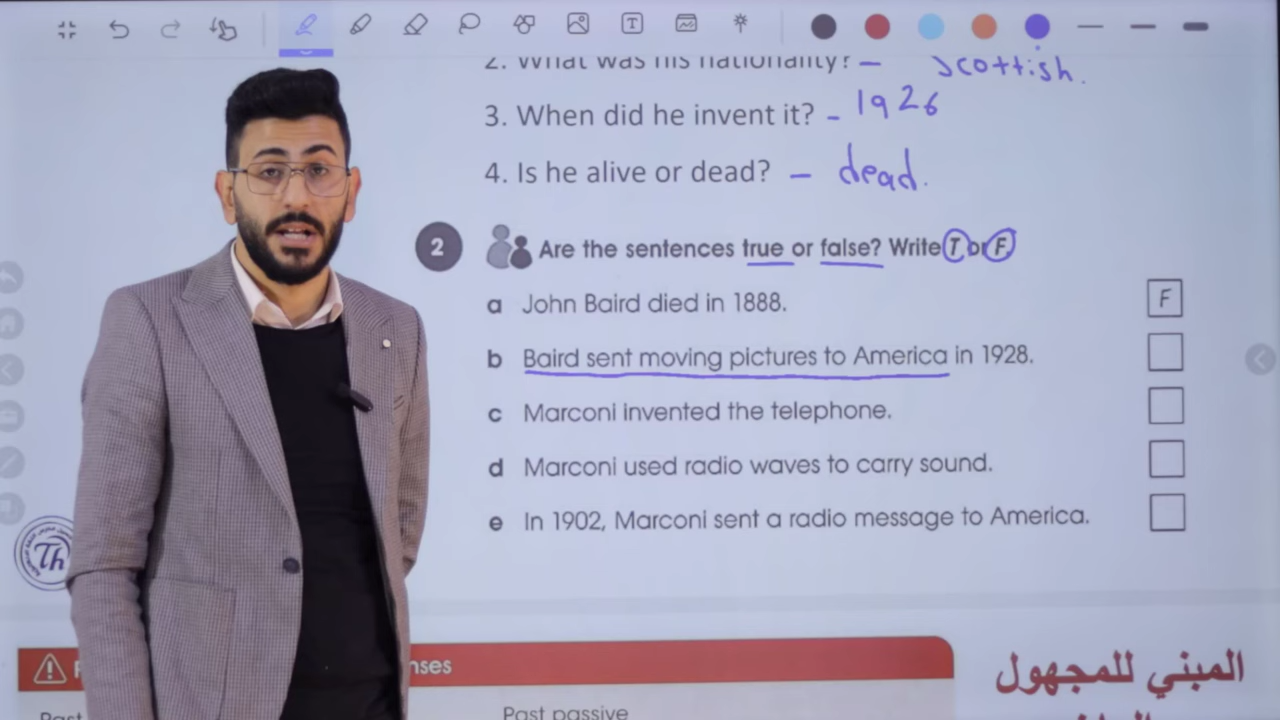 2. What was his nationality? – Scottish.
3. When did he invent it? – 1926
4. Is he alive or dead? – dead.
2 Are the sentences true or false? Write T or F
a John Baird died in 1888. F
b Baird sent moving pictures to America in 1928.
c Marconi invented the telephone.
d Marconi used radio waves to carry sound.
e In 1902, Marconi sent a radio message to America.
Th
المبني للمجهول
Past passive